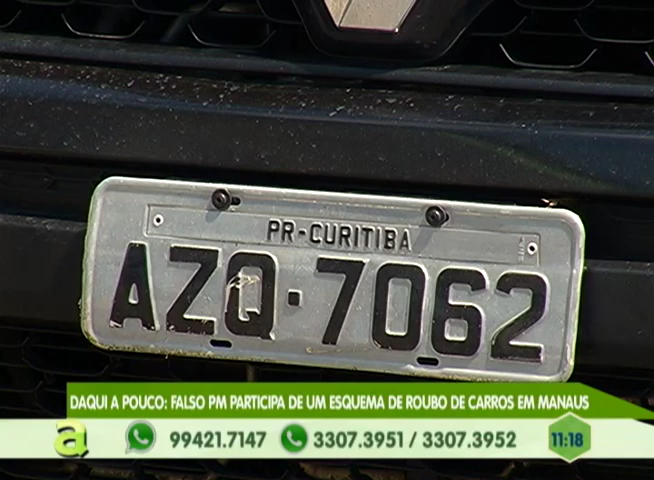 PR-CURITIBA
AZQ·7062
DAQUI A POUCO: FALSO PM PARTICIPA DE UM ESQUEMA DE ROUBO DE CARROS EM MANAUS
a 99421.7147 3307.3951 / 3307.3952 11:18